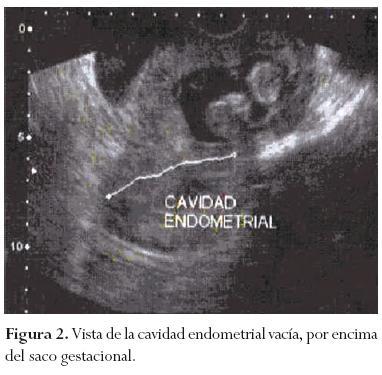 0
5
10
CAVIDAD
ENDOMETRIAL
Figura 2. Vista de la cavidad endometrial vacía, por encima
del saco gestacional.